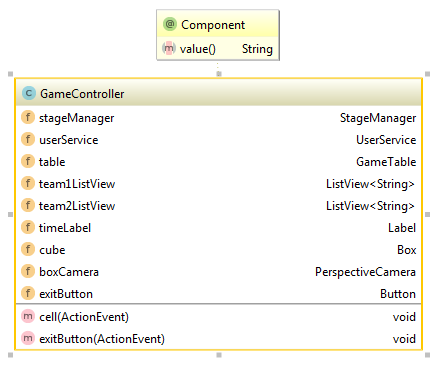 @ Component
m value() String
C GameController
f stageManager StageManager
f userService UserService
f table GameTable
f team1ListView ListView<String>
f team2ListView ListView<String>
f timeLabel Label
f cube Box
f boxCamera PerspectiveCamera
f exitButton Button
m cell(ActionEvent) void
m exitButton(ActionEvent) void